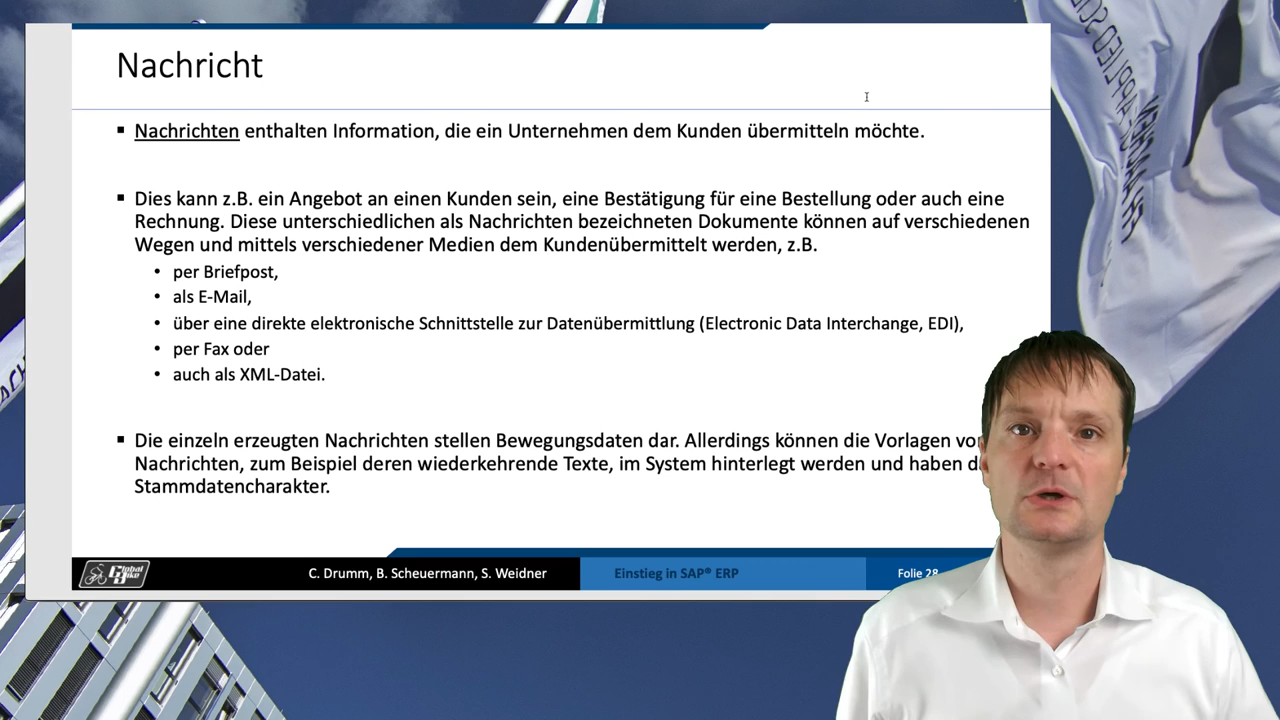 Nachricht
Nachrichten enthalten Information, die ein Unternehmen dem Kunden übermitteln möchte.
Dies kann z.B. ein Angebot an einen Kunden sein, eine Bestätigung für eine Bestellung oder auch eine
Rechnung. Diese unterschiedlichen als Nachrichten bezeichneten Dokumente können auf verschiedenen
Wegen und mittels verschiedener Medien dem Kundenübermittelt werden, z.B.
per Briefpost,
als E-Mail,
über eine direkte elektronische Schnittstelle zur Datenübermittlung (Electronic Data Interchange, EDI),
per Fax oder
auch als XML-Datei.
Die einzeln erzeugten Nachrichten stellen Bewegungsdaten dar. Allerdings können die Vorlagen
Nachrichten, zum Beispiel deren wiederkehrende Texte, im System hinterlegt werden und haben
Stammdatencharakter.
Global Bike
C. Drumm, B. Scheuermann, S. Weidner
Einstieg in SAP® ERP
Folie 28
FH AACHEN